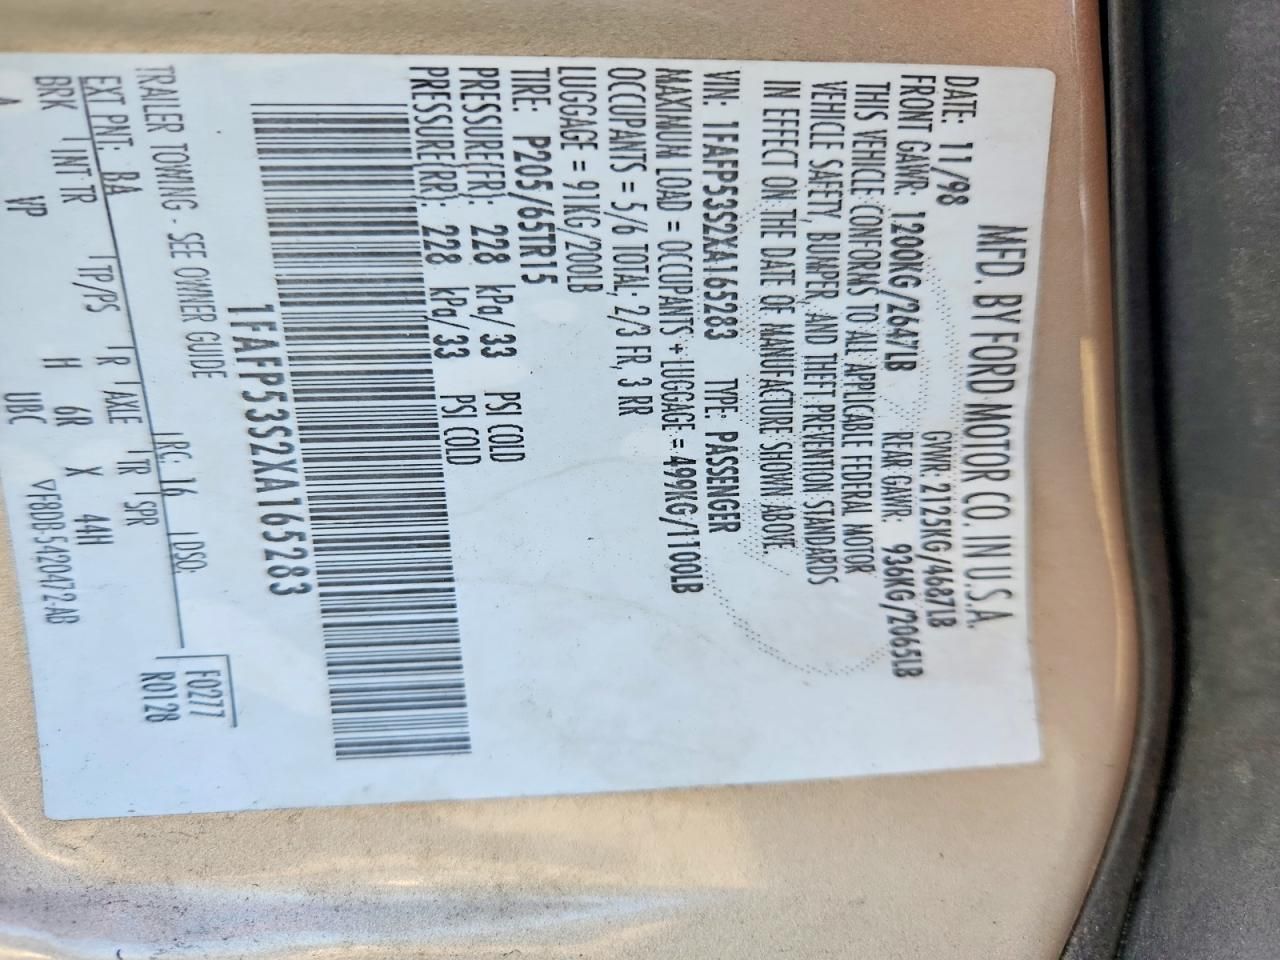 MFD. BY FORD MOTOR CO. IN U.S.A.
DATE: 11/98 GVWR: 2125KG/4687LB
FRONT GAWR: 1200KG/2647LB REAR GAWR: 936KG/2065LB
THIS VEHICLE CONFORMS TO ALL APPLICABLE FEDERAL MOTOR
VEHICLE SAFETY, BUMPER, AND THEFT PREVENTION STANDARDS
IN EFFECT ON THE DATE OF MANUFACTURE SHOWN ABOVE.
VIN: 1FAFP53S2XA165283 TYPE: PASSENGER
MAXIMUM LOAD = OCCUPANTS + LUGGAGE = 499KG/1100LB
OCCUPANTS = 5/6 TOTAL; 2/3 FR, 3 RR
LUGGAGE = 91KG/200LB
TIRE: P205/65TR15
PRESSUREFR: 228 kPa/ 33 PSI COLD
PRESSURERR: 228 kPa/ 33 PSI COLD
1FAFP53S2XA165283
F0277
TRAILER TOWING - SEE OWNER GUIDE RC: 16 DSO: R0128
EXT PNT: BA
BRK INT TR TP/PS R AXLE TR SPR
A VP H 6R X 44H
UBC ▽F8DB-5420472-AB